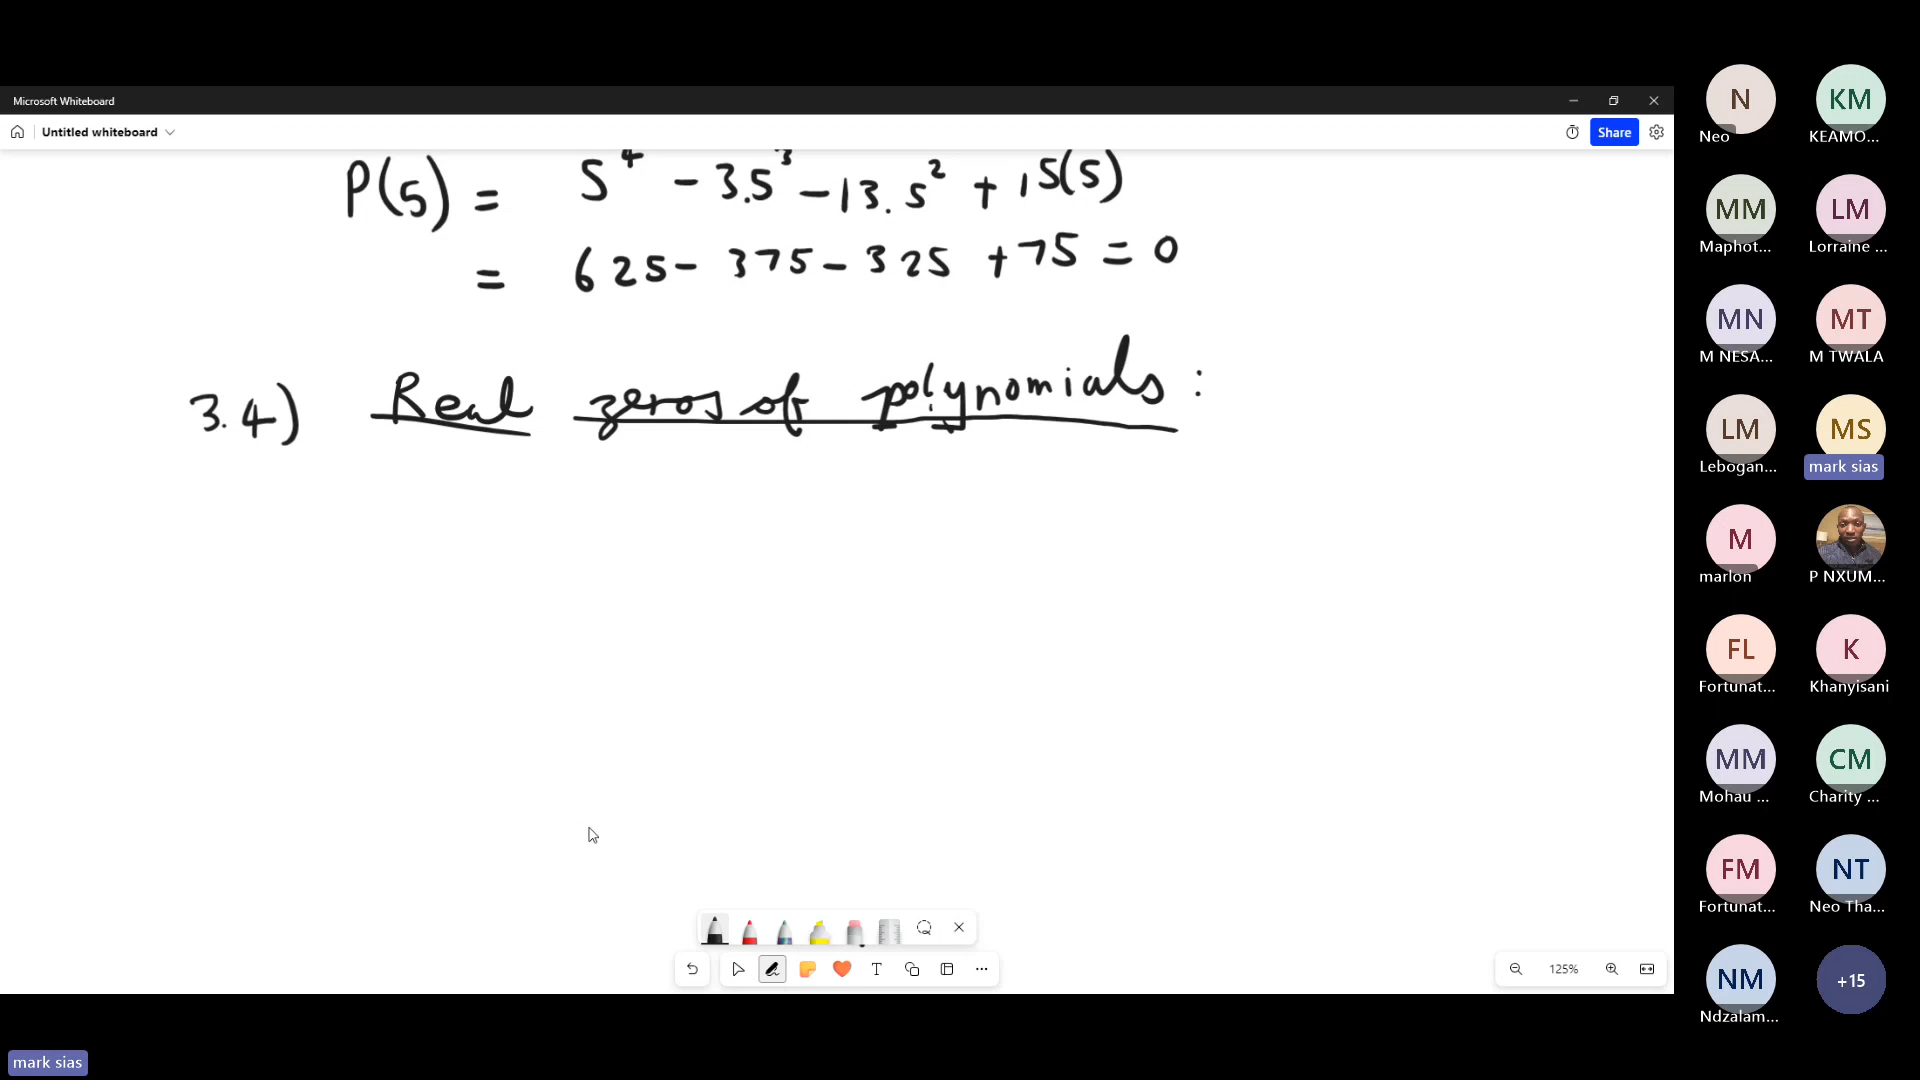 Microsoft Whiteboard
Untitled whiteboard
Share
P(5) = 5⁴ - 3.5³ - 13.5² + 15(5)
= 625 - 375 - 325 + 75 = 0
3.4) Real zeros of polynomials :
125%
N
Neo
KM
KEAMO...
MM
Maphot...
LM
Lorraine ...
MN
M NESA...
MT
M TWALA
LM
Lebogan...
MS
mark sias
M
marlon
P NXUM...
FL
Fortunat...
K
Khanyisani
MM
Mohau ...
CM
Charity ...
FM
Fortunat...
NT
Neo Tha...
NM
Ndzalam...
+15
mark sias